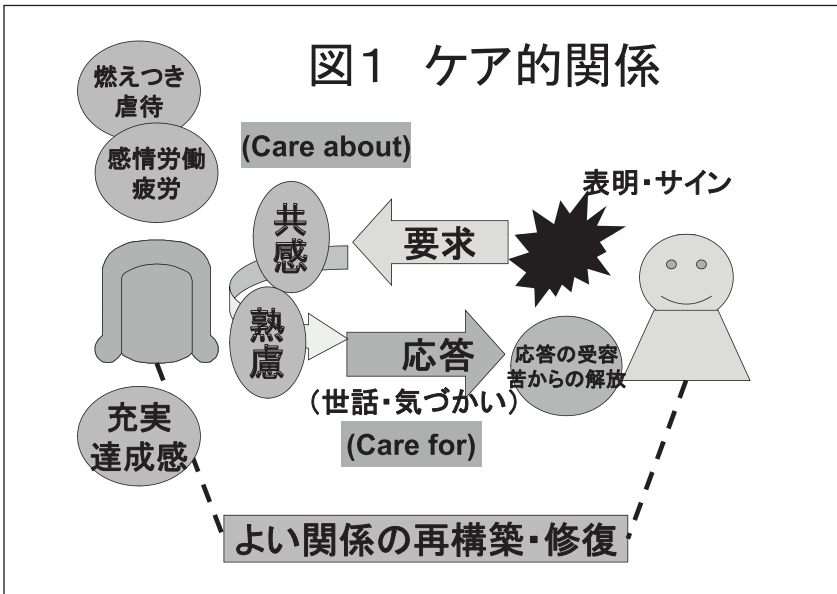 図1 ケア的関係
燃えつき
虐待
感情労働
疲労
(Care about)
表明・サイン
共感
要求
熟慮
応答
応答の受容
苦からの解放
(世話・気づかい)
(Care for)
充実
達成感
よい関係の再構築・修復